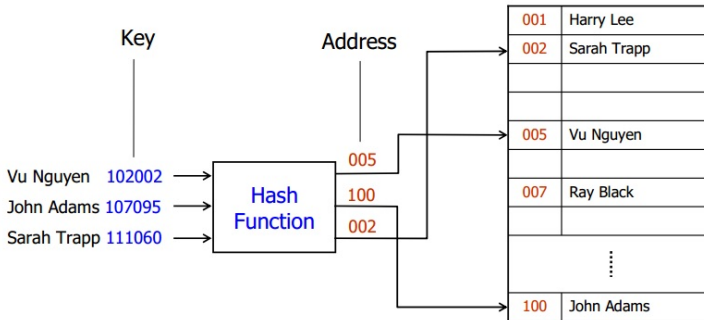 Key
Address
Vu Nguyen 102002
John Adams 107095
Sarah Trapp 111060
Hash
Function
005
100
002
001 Harry Lee
002 Sarah Trapp
005 Vu Nguyen
007 Ray Black
100 John Adams